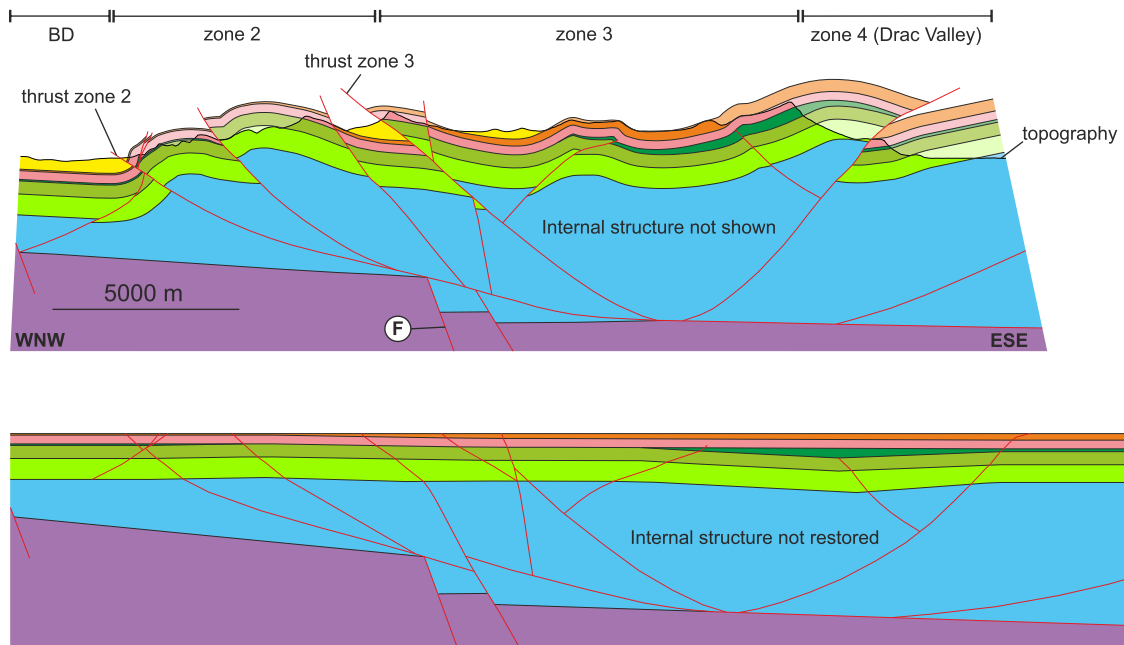 BD
zone 2
zone 3
zone 4 (Drac Valley)
thrust zone 3
thrust zone 2
topography
Internal structure not shown
5000 m
F
WNW
ESE
Internal structure not restored